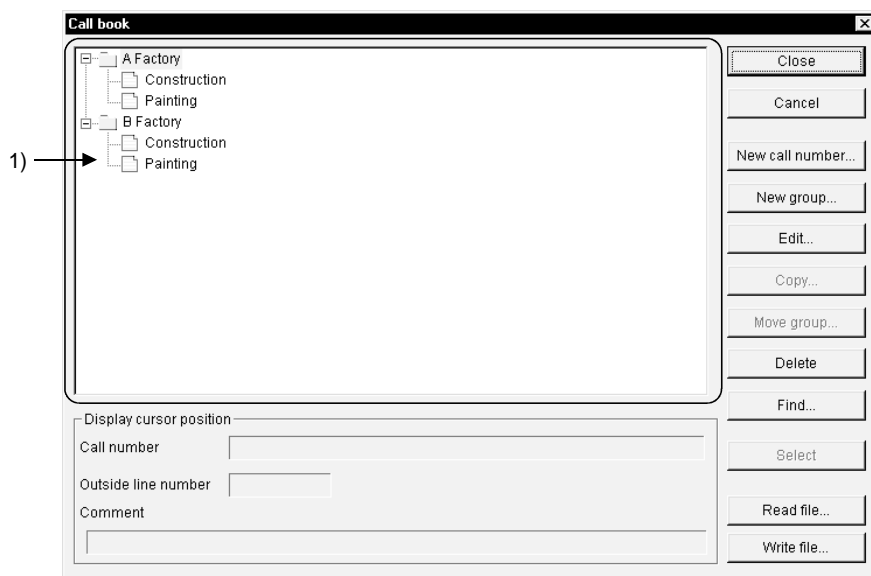 Call book
A Factory
Construction
Painting
B Factory
Construction
Painting
1)
Close
Cancel
New call number...
New group...
Edit...
Copy...
Move group...
Delete
Find...
Select
Read file...
Write file...
Display cursor position
Call number
Outside line number
Comment